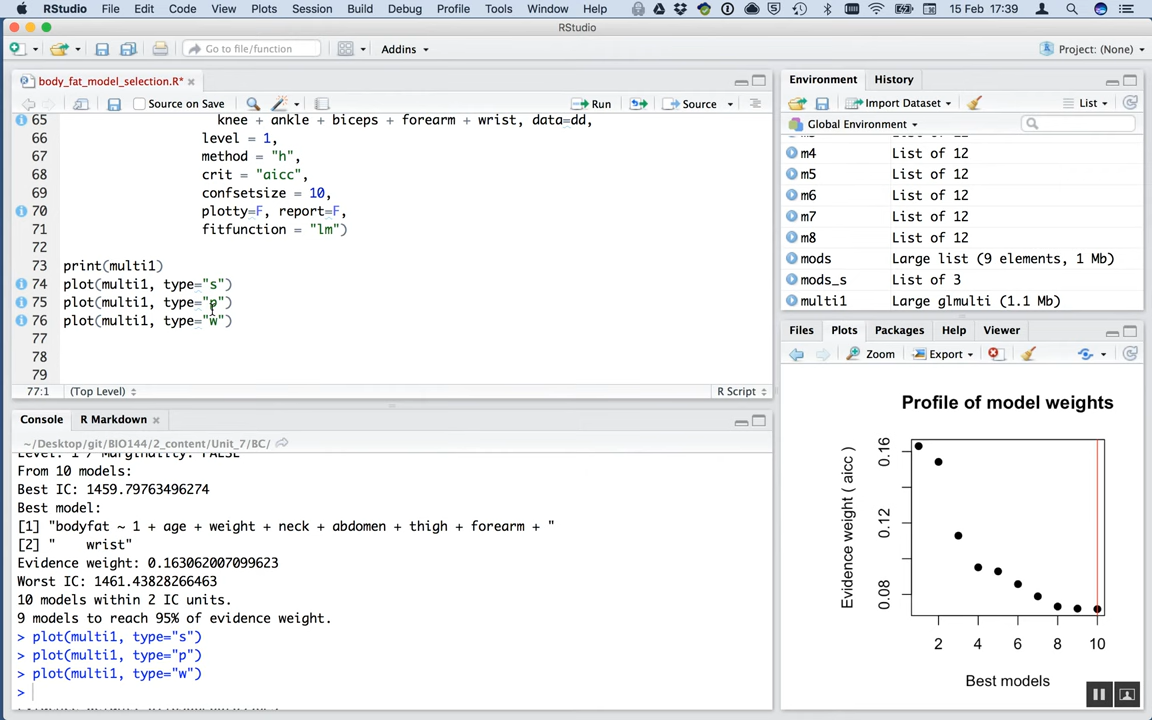 RStudio File Edit Code View Plots Session Build Debug Profile Tools Window Help 15 Feb 17:39
RStudio
Go to file/function Addins Project: (None)
body_fat_model_selection.R*
Source on Save Run Source
65 knee + ankle + biceps + forearm + wrist, data=dd,
66 level = 1,
67 method = "h",
68 crit = "aicc",
69 confsetsize = 10,
70 plotty=F, report=F,
71 fitfunction = "lm")
72
73 print(multi1)
74 plot(multi1, type="s")
75 plot(multi1, type="p")
76 plot(multi1, type="w")
77
78
79
77:1 (Top Level) R Script
Console R Markdown
~/Desktop/git/BIO144/2_content/Unit_7/BC/
Level: 1 / Marginality: FALSE
From 10 models:
Best IC: 1459.79763496274
Best model:
[1] "bodyfat ~ 1 + age + weight + neck + abdomen + thigh + forearm + "
[2] "    wrist"
Evidence weight: 0.163062007099623
Worst IC: 1461.43828266463
10 models within 2 IC units.
9 models to reach 95% of evidence weight.
> plot(multi1, type="s")
> plot(multi1, type="p")
> plot(multi1, type="w")
>
Environment History
Import Dataset List
Global Environment
m4 List of 12
m5 List of 12
m6 List of 12
m7 List of 12
m8 List of 12
mods Large list (9 elements, 1 Mb)
mods_s List of 3
multi1 Large glmulti (1.1 Mb)
Files Plots Packages Help Viewer
Zoom Export
Profile of model weights
Evidence weight ( aicc )
0.16
0.12
0.08
2 4 6 8 10
Best models